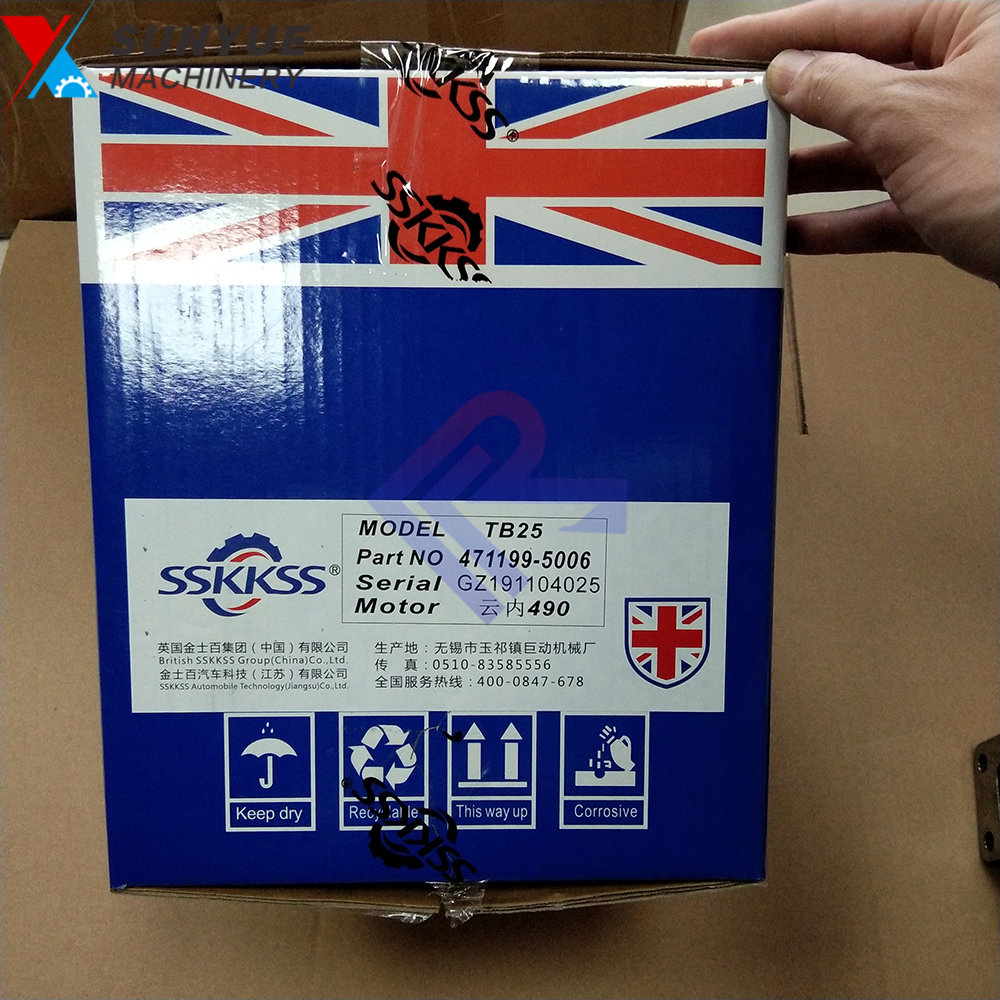 SUNYUE
MACHINERY
KKSS®
SSKKS
MODEL TB25
Part NO 471199-5006
Serial GZ191104025
Motor 云内490
SSKKSS®
英国金士百集团(中国)有限公司
British SSKKSS Group(China)Co.,Ltd.
金士百汽车科技(江苏)有限公司
SSKKSS Automobile Technology(Jiangsu)Co.,Ltd.
生产地:无锡市玉祁镇巨动机械厂
传 真:0510-83585556
全国服务热线:400-0847-678
Keep dry
Recyclable
This way up
Corrosive
SSKKSS